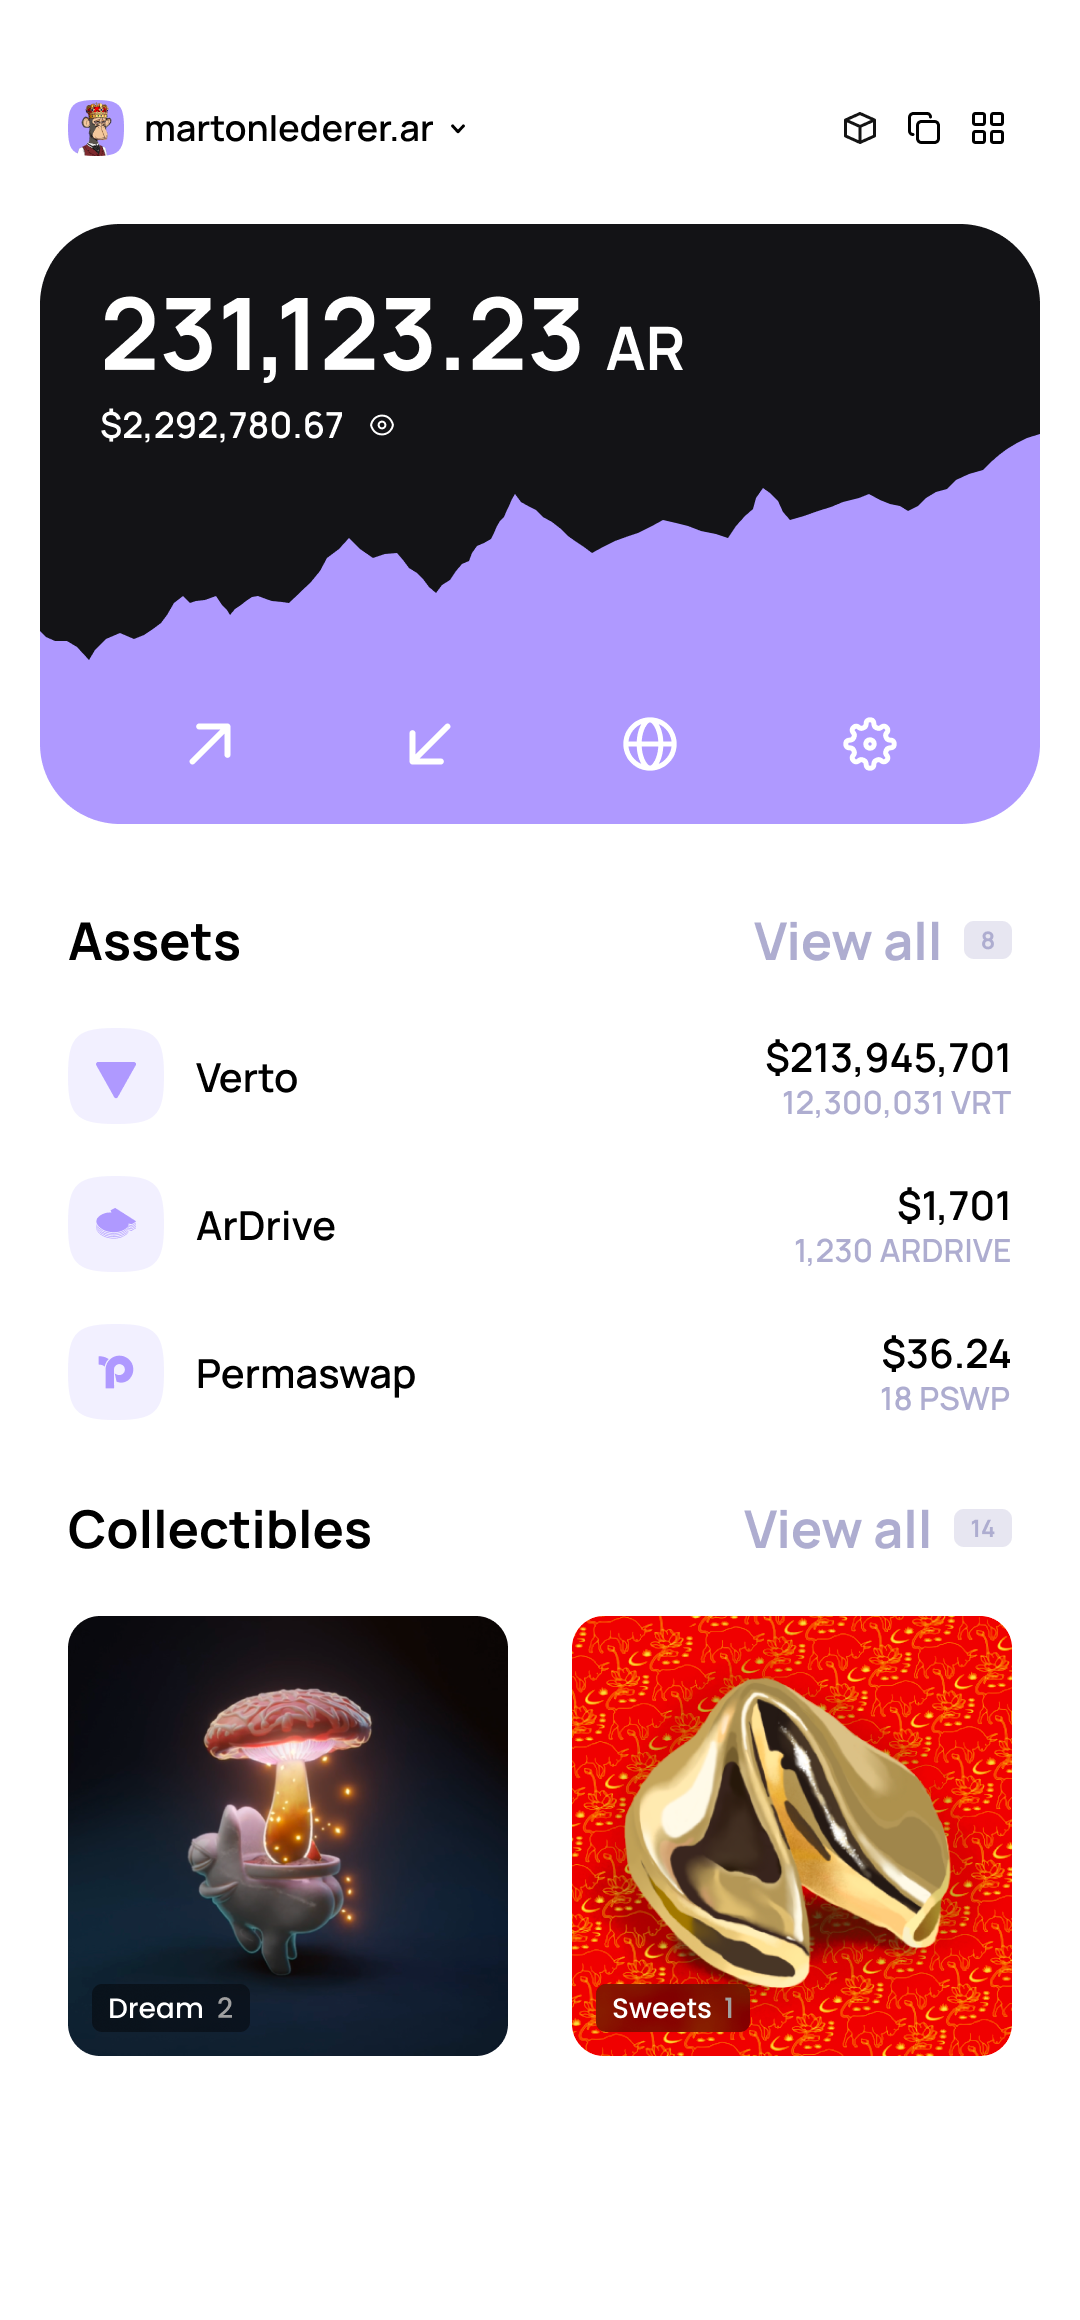 martonlederer.ar
231,123.23 AR
$2,292,780.67
Assets View all 8
Verto $213,945,701
12,300,031 VRT
ArDrive $1,701
1,230 ARDRIVE
Permaswap $36.24
18 PSWP
Collectibles View all 14
Dream 2
Sweets 1